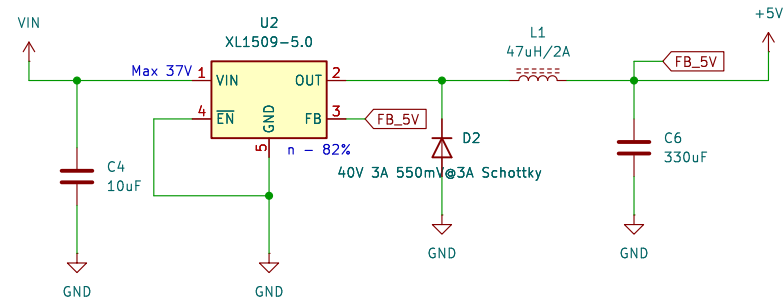 VIN
U2
XL1509-5.0
Max 37V
1
VIN
OUT
2
4
EN
FB
3
GND
5
FB_5V
n - 82%
L1
47uH/2A
FB_5V
+5V
C4
10uF
D2
40V 3A 550mV@3A Schottky
C6
330uF
GND
GND
GND
GND